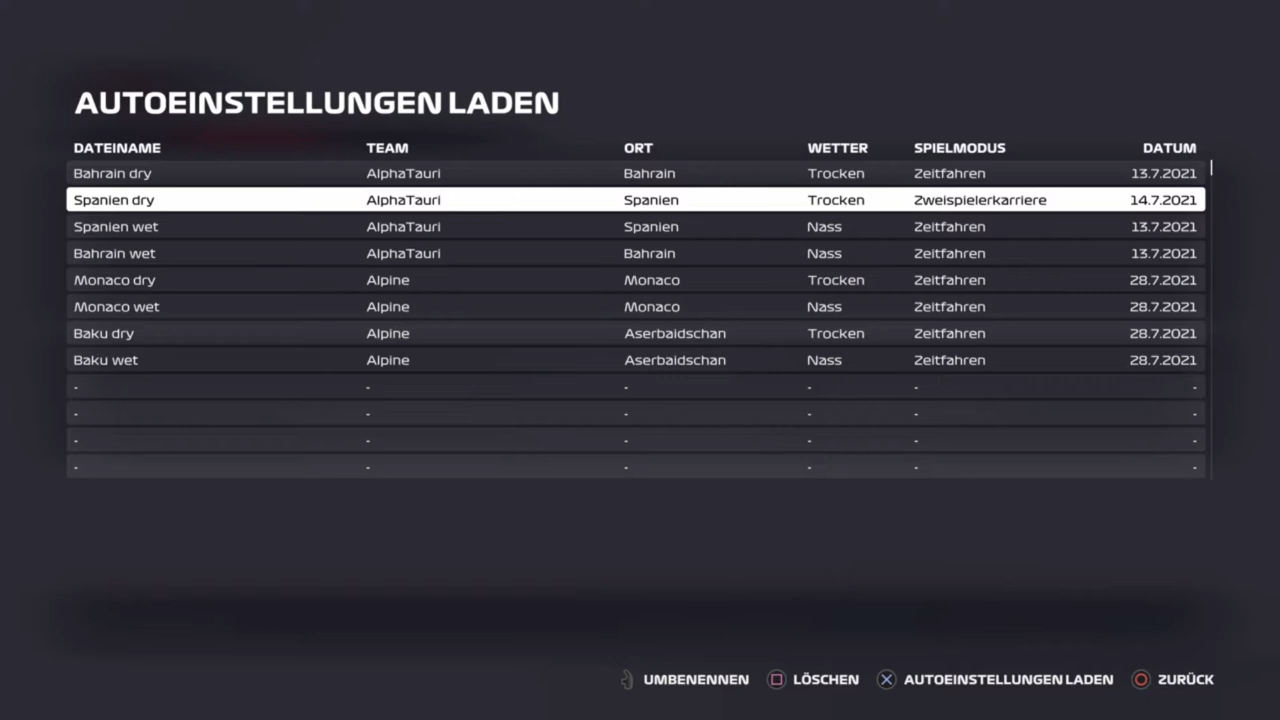 AUTOEINSTELLUNGEN LADEN
DATEINAME TEAM ORT WETTER SPIELMODUS DATUM
Bahrain dry AlphaTauri Bahrain Trocken Zeitfahren 13.7.2021
Spanien dry AlphaTauri Spanien Trocken Zweispielerkarriere 14.7.2021
Spanien wet AlphaTauri Spanien Nass Zeitfahren 13.7.2021
Bahrain wet AlphaTauri Bahrain Nass Zeitfahren 13.7.2021
Monaco dry Alpine Monaco Trocken Zeitfahren 28.7.2021
Monaco wet Alpine Monaco Nass Zeitfahren 28.7.2021
Baku dry Alpine Aserbaidschan Trocken Zeitfahren 28.7.2021
Baku wet Alpine Aserbaidschan Nass Zeitfahren 28.7.2021
- - - - - -
- - - - - -
- - - - - -
- - - - - -
UMBENENNEN LÖSCHEN AUTOEINSTELLUNGEN LADEN ZURÜCK